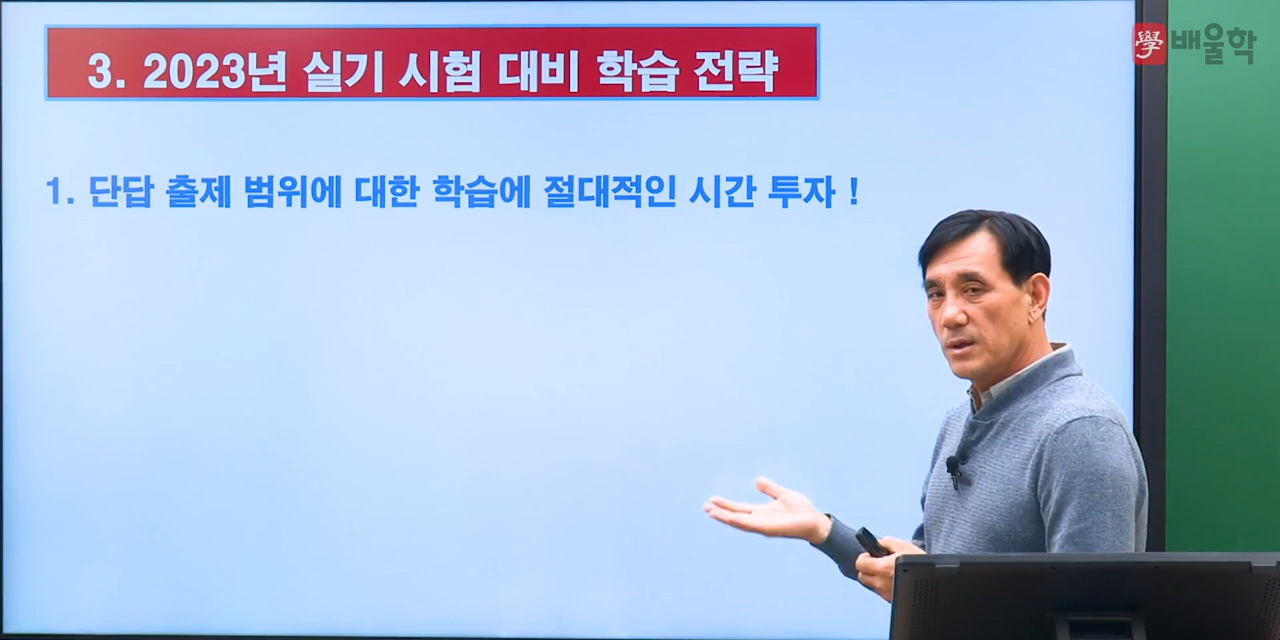 3. 2023년 실기 시험 대비 학습 전략
學 배울학
1. 단답 출제 범위에 대한 학습에 절대적인 시간 투자 !